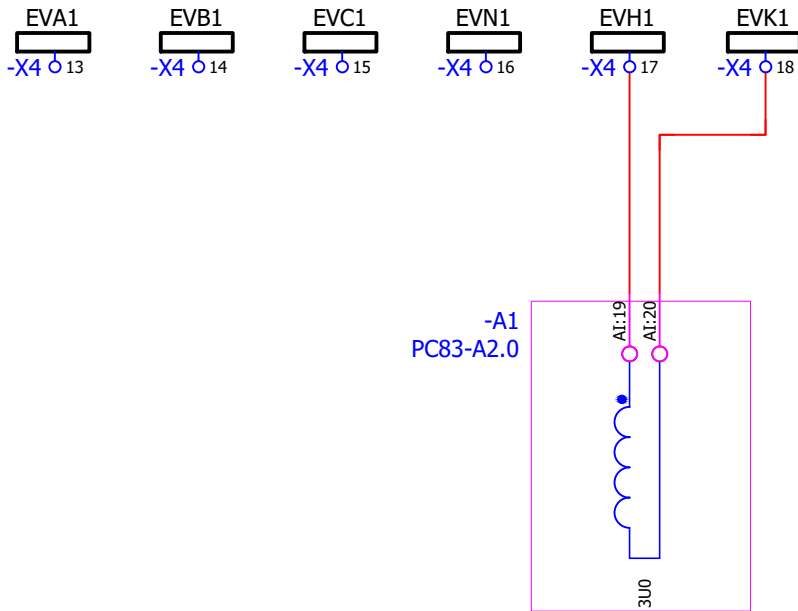 EVA1 EVB1 EVC1 EVN1 EVH1 EVK1
-X4 13 -X4 14 -X4 15 -X4 16 -X4 17 -X4 18
-A1
PC83-A2.0
AI:19
AI:20
3U0